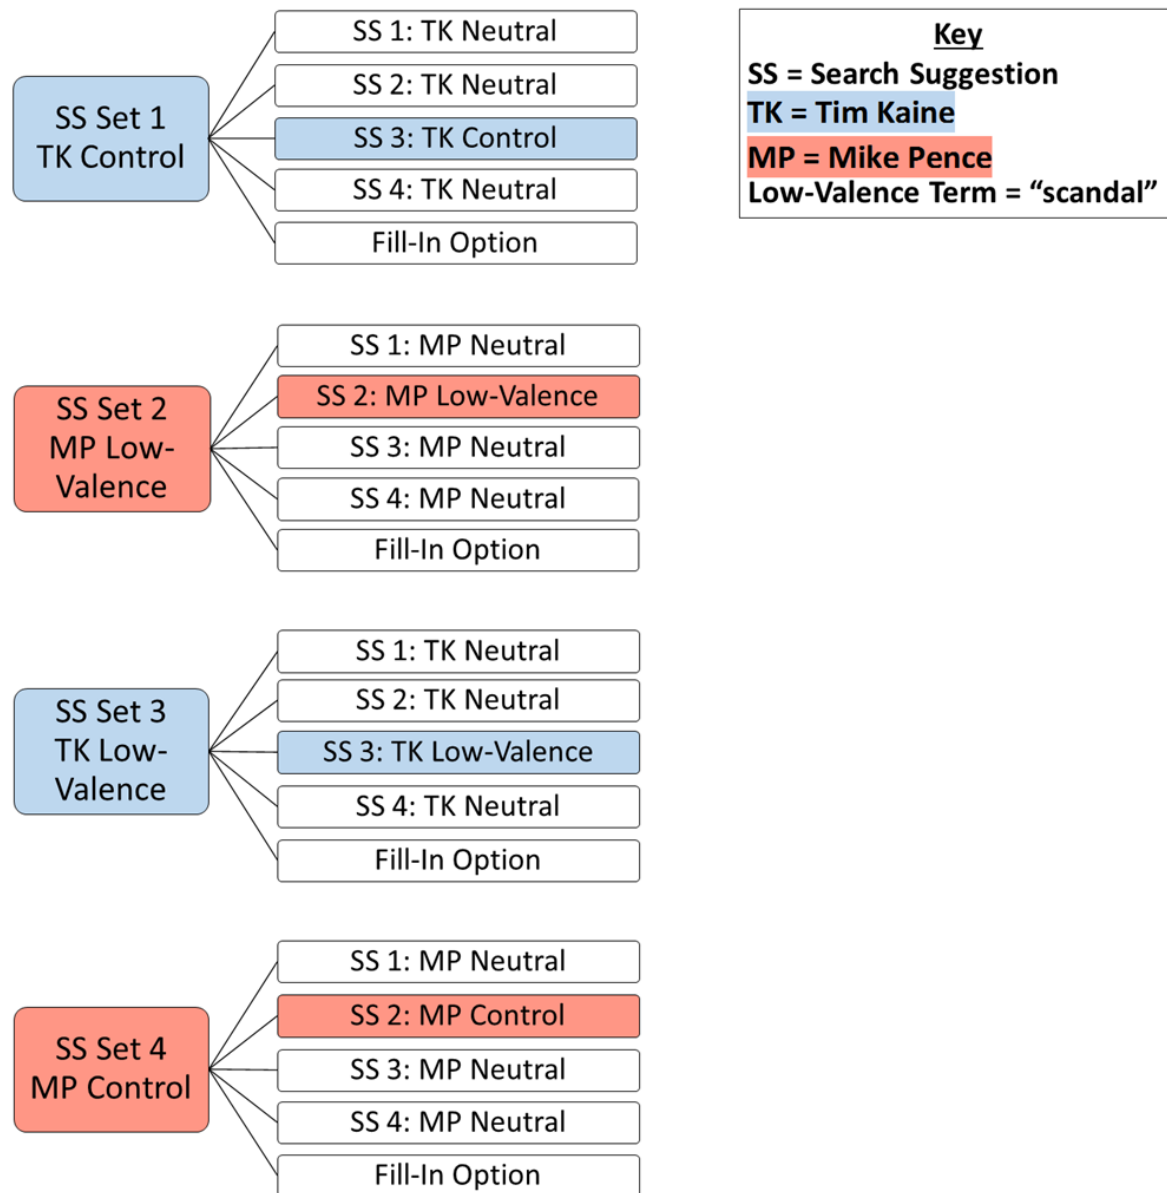 SS Set 1
TK Control
SS 1: TK Neutral
SS 2: TK Neutral
SS 3: TK Control
SS 4: TK Neutral
Fill-In Option
Key
SS = Search Suggestion
TK = Tim Kaine
MP = Mike Pence
Low-Valence Term = “scandal”
SS Set 2
MP Low-
Valence
SS 1: MP Neutral
SS 2: MP Low-Valence
SS 3: MP Neutral
SS 4: MP Neutral
Fill-In Option
SS Set 3
TK Low-
Valence
SS 1: TK Neutral
SS 2: TK Neutral
SS 3: TK Low-Valence
SS 4: TK Neutral
Fill-In Option
SS Set 4
MP Control
SS 1: MP Neutral
SS 2: MP Control
SS 3: MP Neutral
SS 4: MP Neutral
Fill-In Option